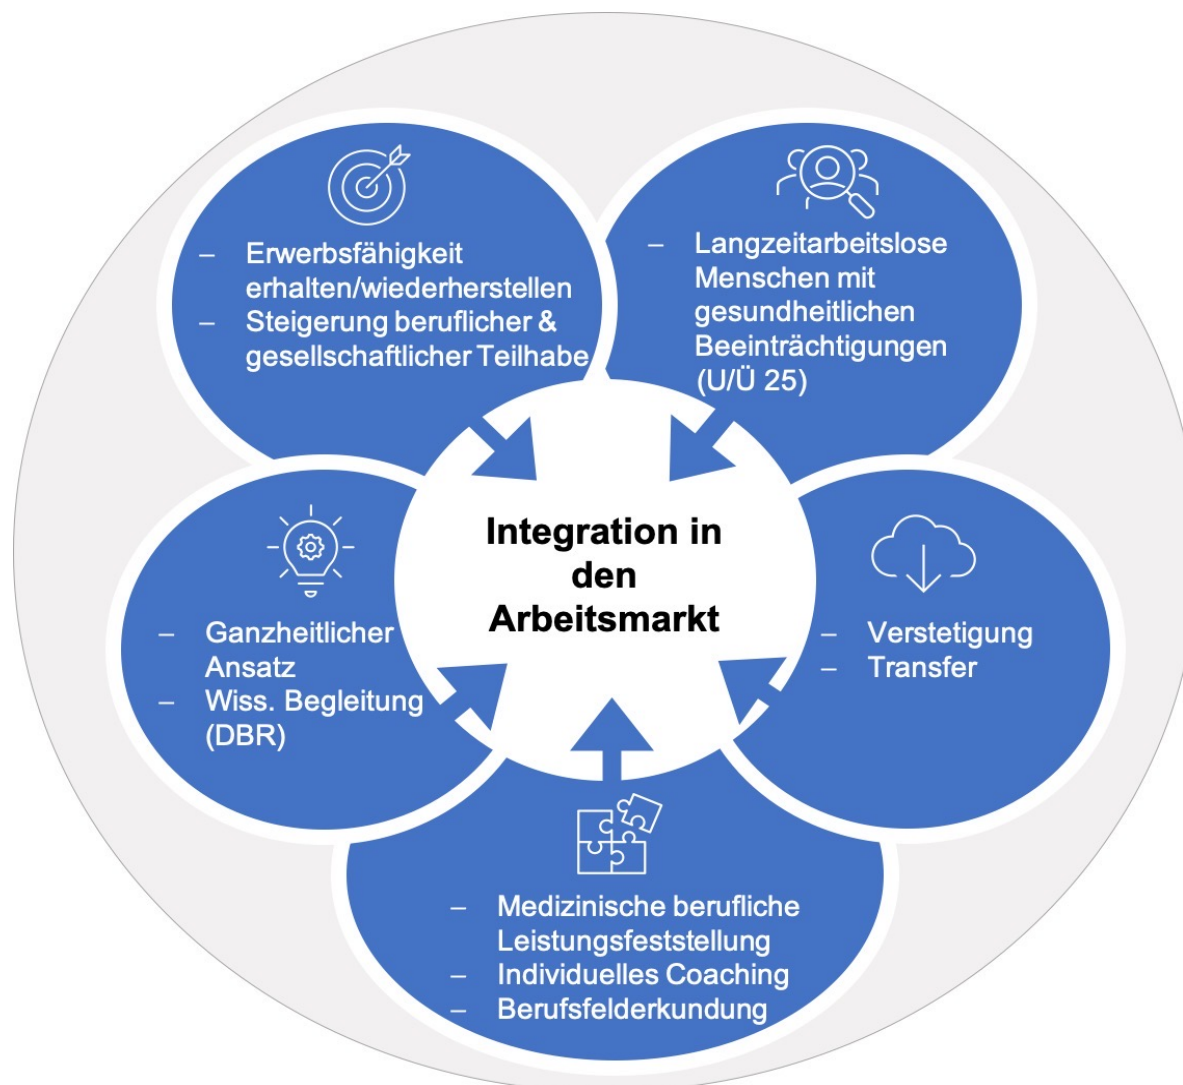 – Erwerbsfähigkeit
erhalten/wiederherstellen
– Steigerung beruflicher &
gesellschaftlicher Teilhabe
– Langzeitarbeitslose
Menschen mit
gesundheitlichen
Beeinträchtigungen
(U/Ü 25)
Integration in
den
Arbeitsmarkt
– Ganzheitlicher
Ansatz
– Wiss. Begleitung
(DBR)
– Verstetigung
– Transfer
– Medizinische berufliche
Leistungsfeststellung
– Individuelles Coaching
– Berufsfelderkundung